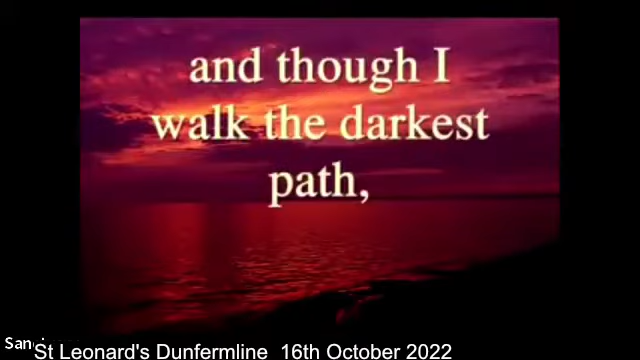 and though I
walk the darkest
path,
St Leonard's Dunfermline 16th October 2022